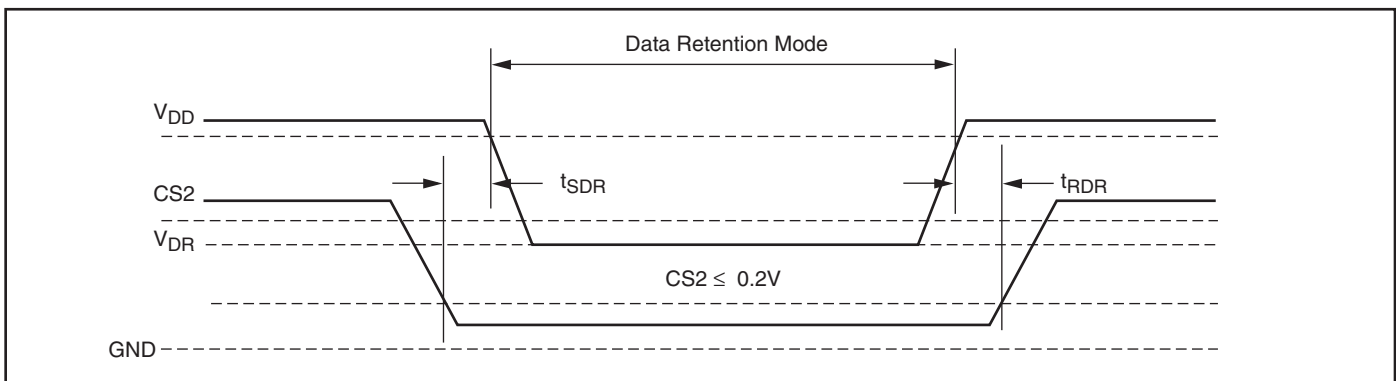 Data Retention Mode
VDD
tSDR
tRDR
CS2
VDR
CS2 ≤ 0.2V
GND